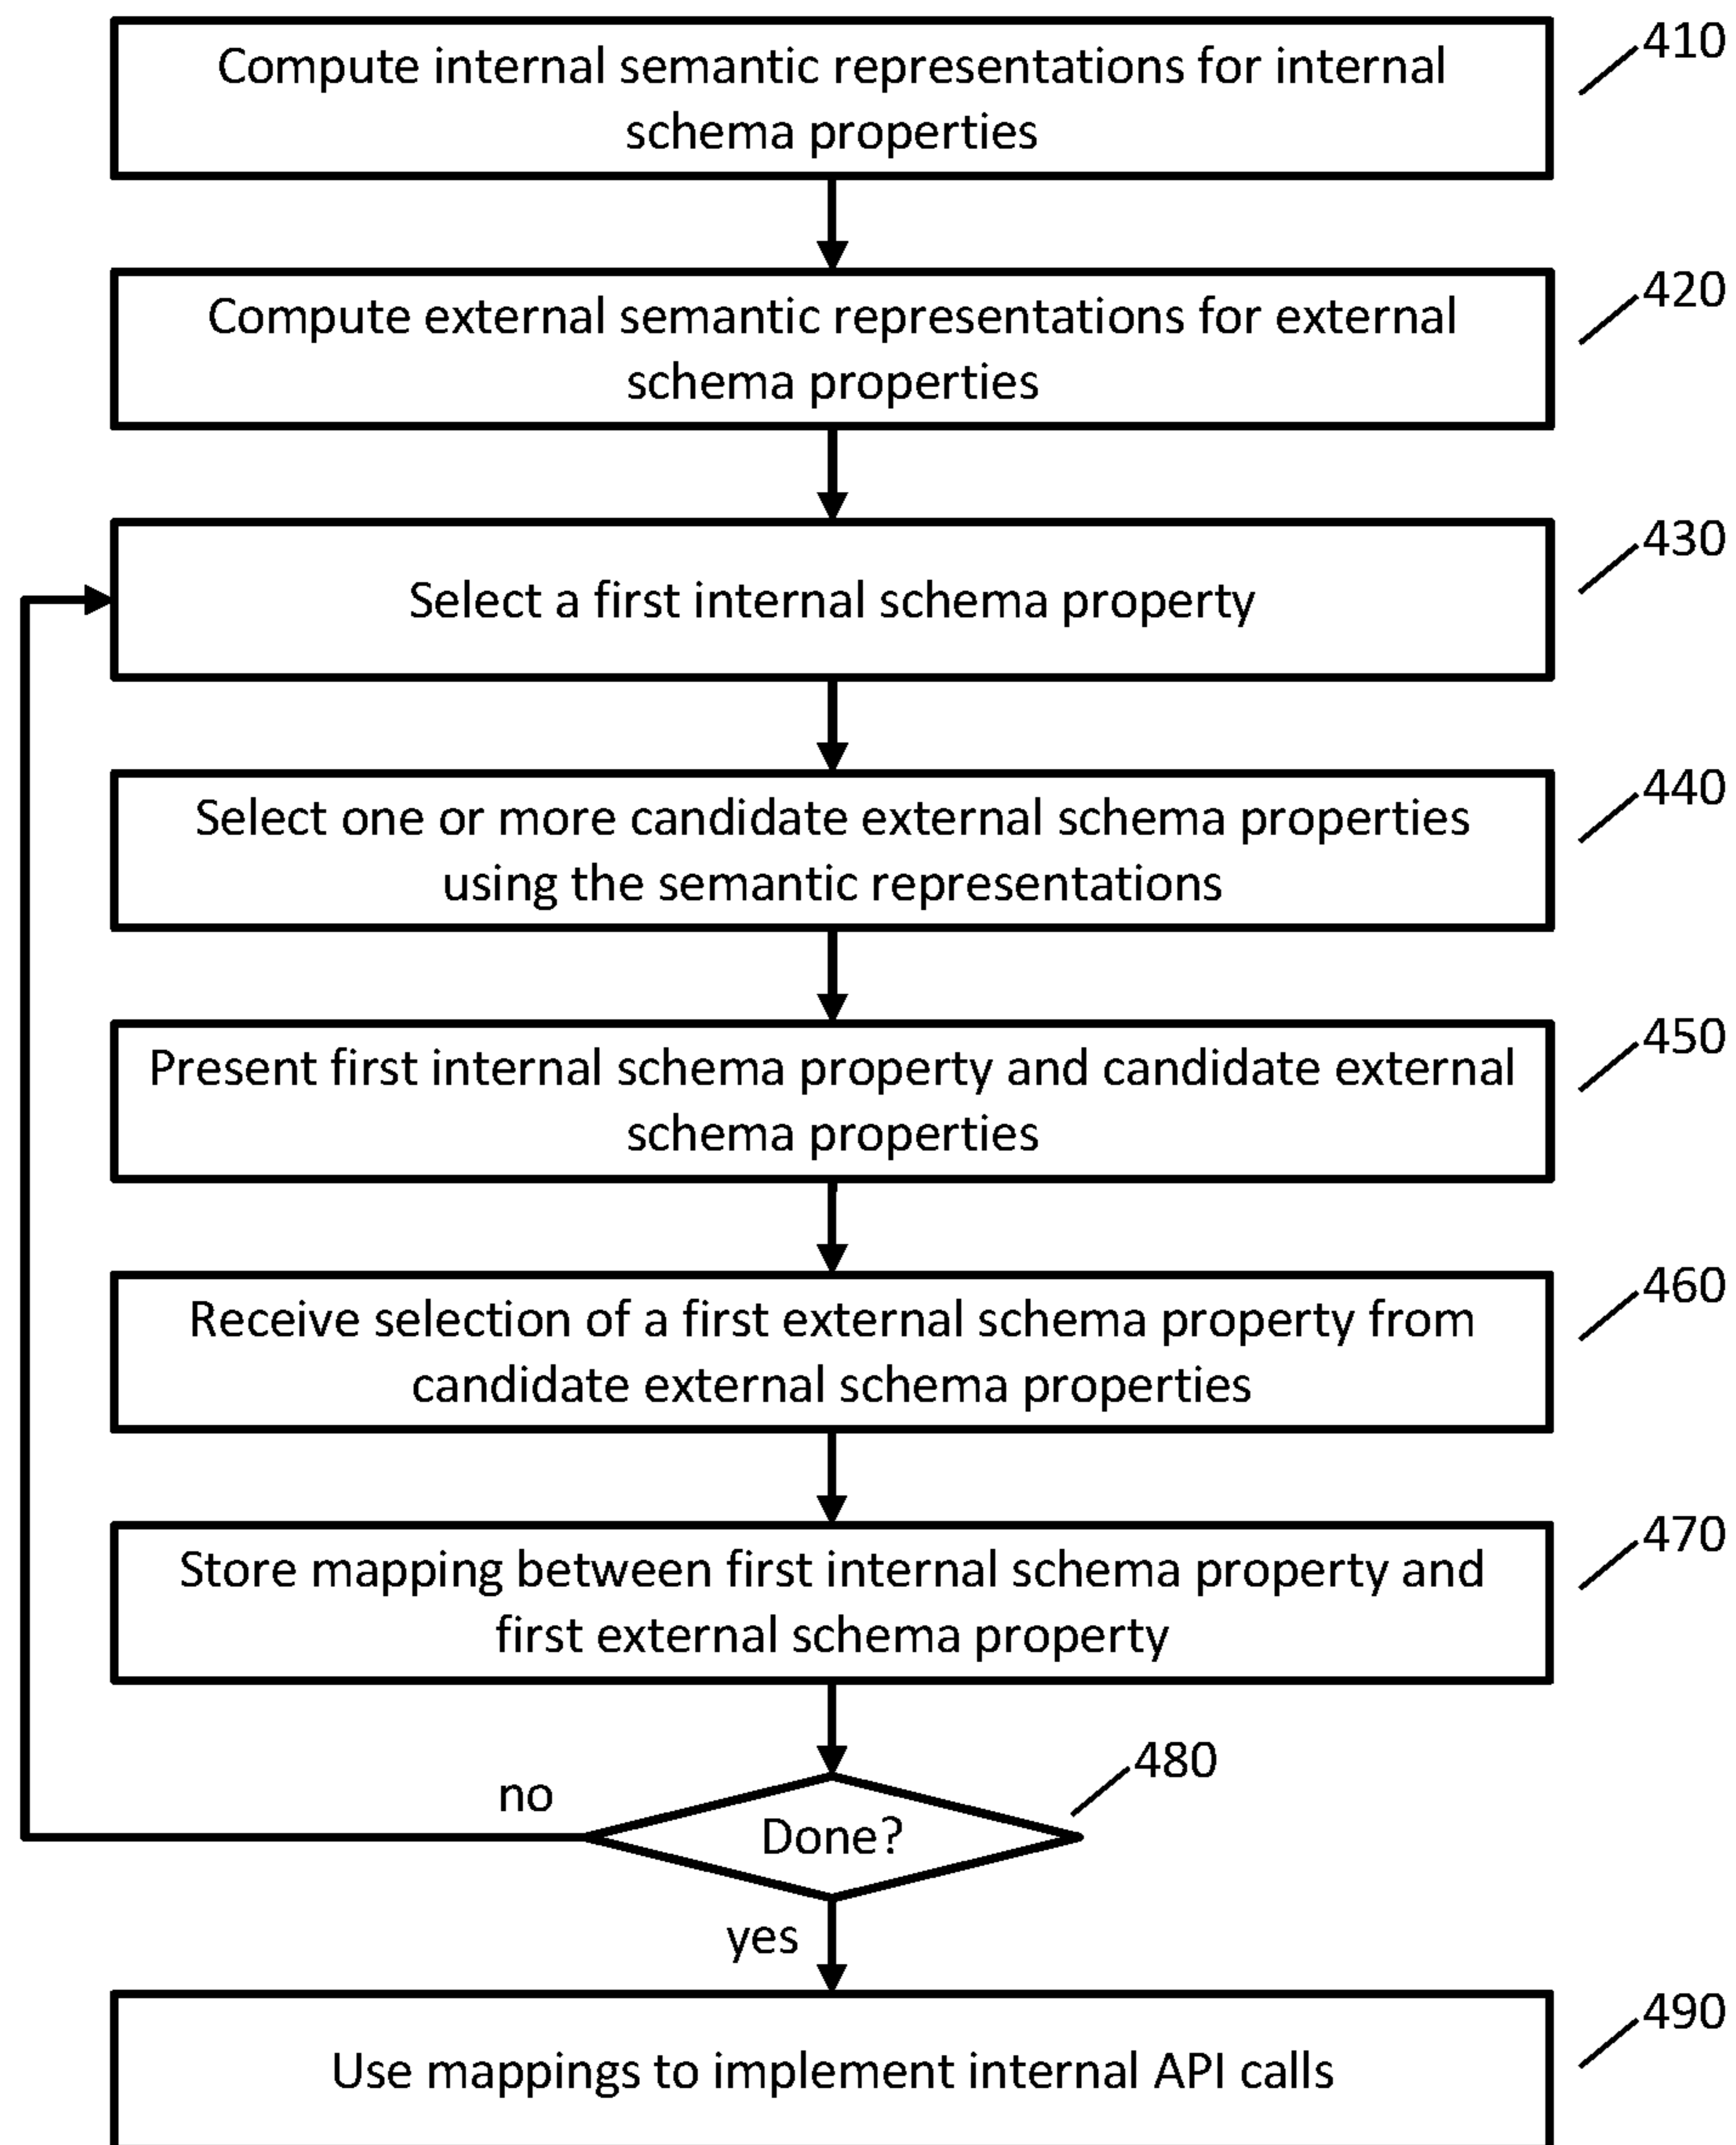 410
Compute internal semantic representations for internal
schema properties
420
Compute external semantic representations for external
schema properties
430
Select a first internal schema property
440
Select one or more candidate external schema properties
using the semantic representations
450
Present first internal schema property and candidate external
schema properties
460
Receive selection of a first external schema property from
candidate external schema properties
470
Store mapping between first internal schema property and
first external schema property
480
no
Done?
yes
490
Use mappings to implement internal API calls